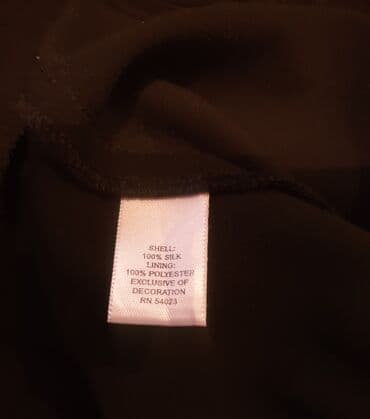 SHELL:
100% SILK
LINING:
100% POLYESTER
EXCLUSIVE OF
DECORATION
RN 54023